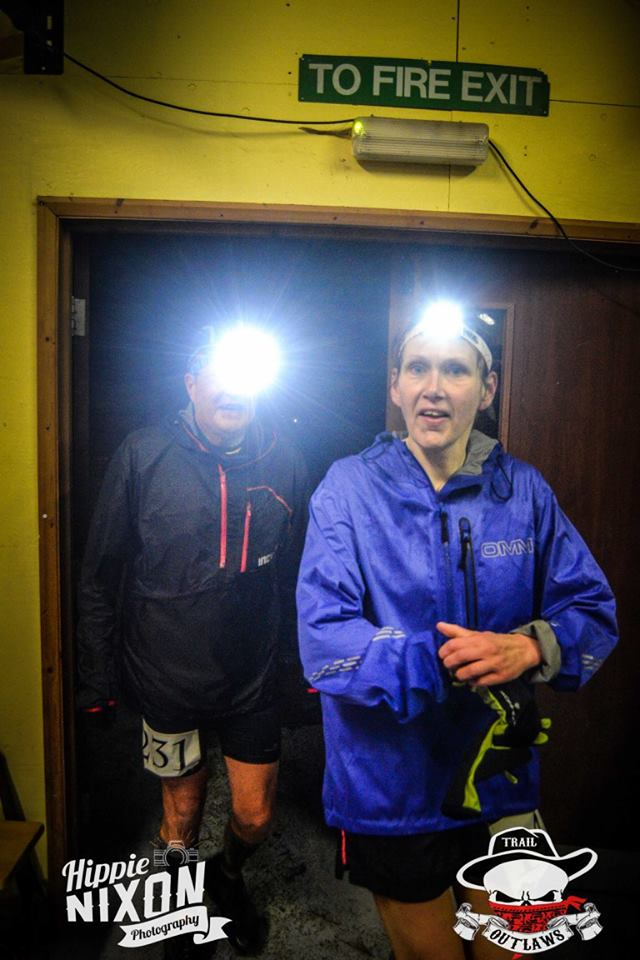 TO FIRE EXIT
OMM
231
Hippie
NIXON
Photography
TRAIL
OUTLAWS